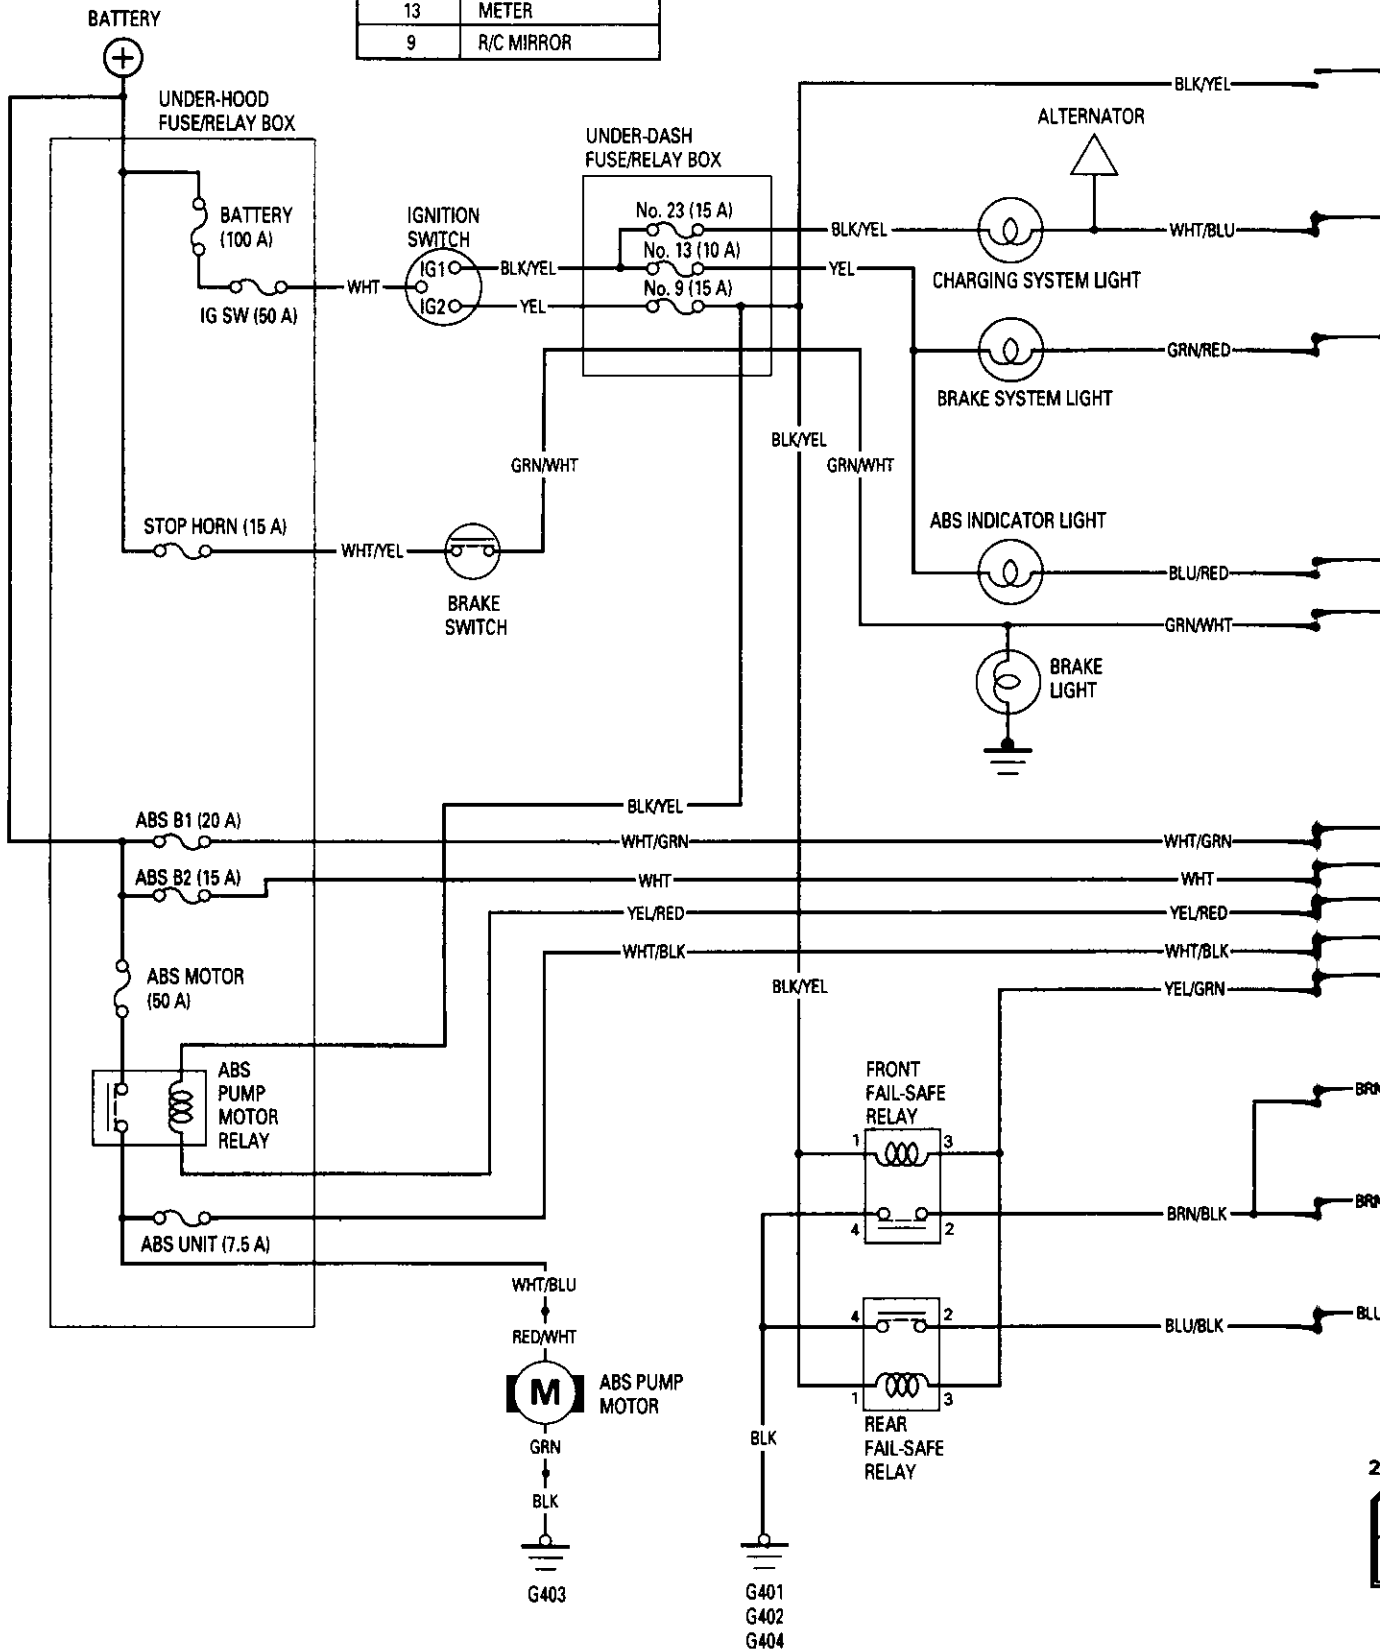 13 METER
9 R/C MIRROR
BATTERY
+
UNDER-HOOD
FUSE/RELAY BOX
BATTERY
(100 A)
IG SW (50 A)
WHT
IGNITION
SWITCH
IG1
IG2
BLK/YEL
YEL
UNDER-DASH
FUSE/RELAY BOX
No. 23 (15 A)
No. 13 (10 A)
No. 9 (15 A)
BLK/YEL
YEL
BLK/YEL
ALTERNATOR
WHT/BLU
CHARGING SYSTEM LIGHT
GRN/RED
BRAKE SYSTEM LIGHT
BLK/YEL
GRN/WHT
GRN/WHT
STOP HORN (15 A)
WHT/YEL
BRAKE
SWITCH
ABS INDICATOR LIGHT
BLU/RED
GRN/WHT
BRAKE
LIGHT
BLK/YEL
ABS B1 (20 A)
WHT/GRN
WHT/GRN
ABS B2 (15 A)
WHT
WHT
YEL/RED
YEL/RED
WHT/BLK
WHT/BLK
ABS MOTOR
(50 A)
BLK/YEL
YEL/GRN
ABS
PUMP
MOTOR
RELAY
FRONT
FAIL-SAFE
RELAY
1
3
4
2
BRN
BRN/BLK
BRN
ABS UNIT (7.5 A)
WHT/BLU
RED/WHT
M
ABS PUMP
MOTOR
GRN
BLK
G403
4
2
1
3
BLU/BLK
BLU
REAR
FAIL-SAFE
RELAY
BLK
G401
G402
G404
2